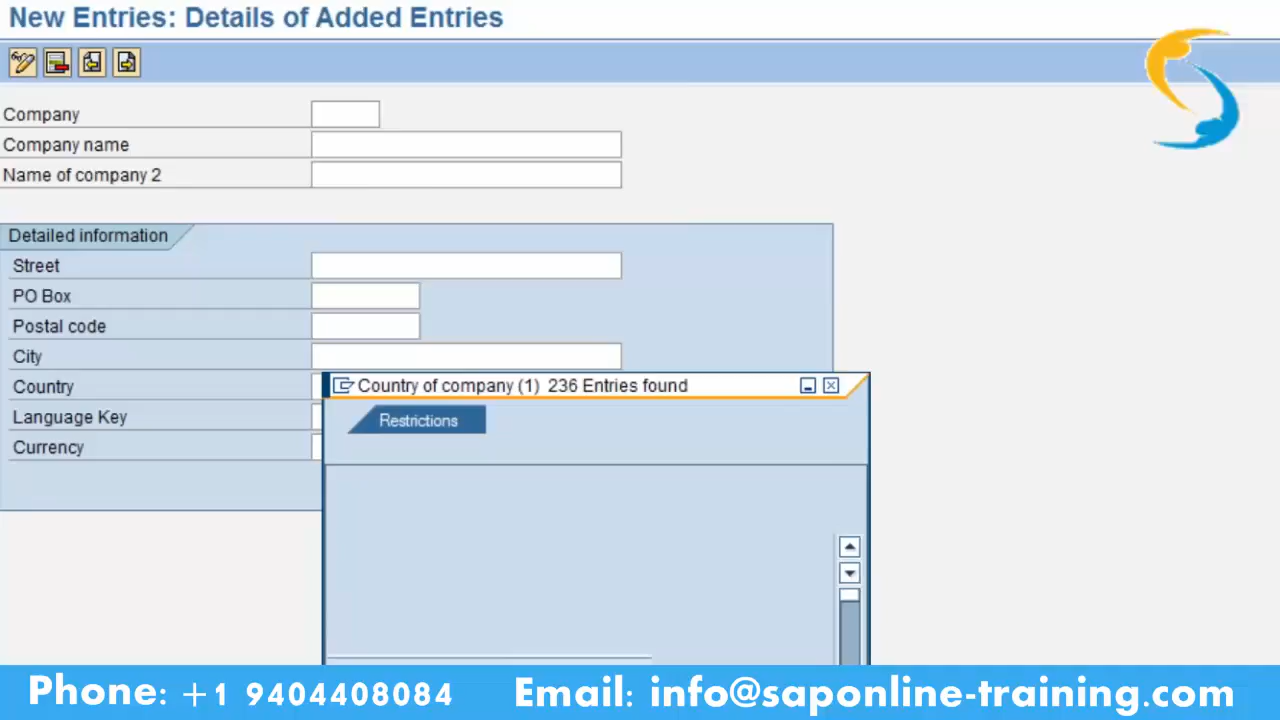 New Entries: Details of Added Entries
Company
Company name
Name of company 2
Detailed information
Street
PO Box
Postal code
City
Country
Language Key
Currency
Country of company (1) 236 Entries found
Restrictions
Phone: +1 9404408084 Email: info@saponline-training.com